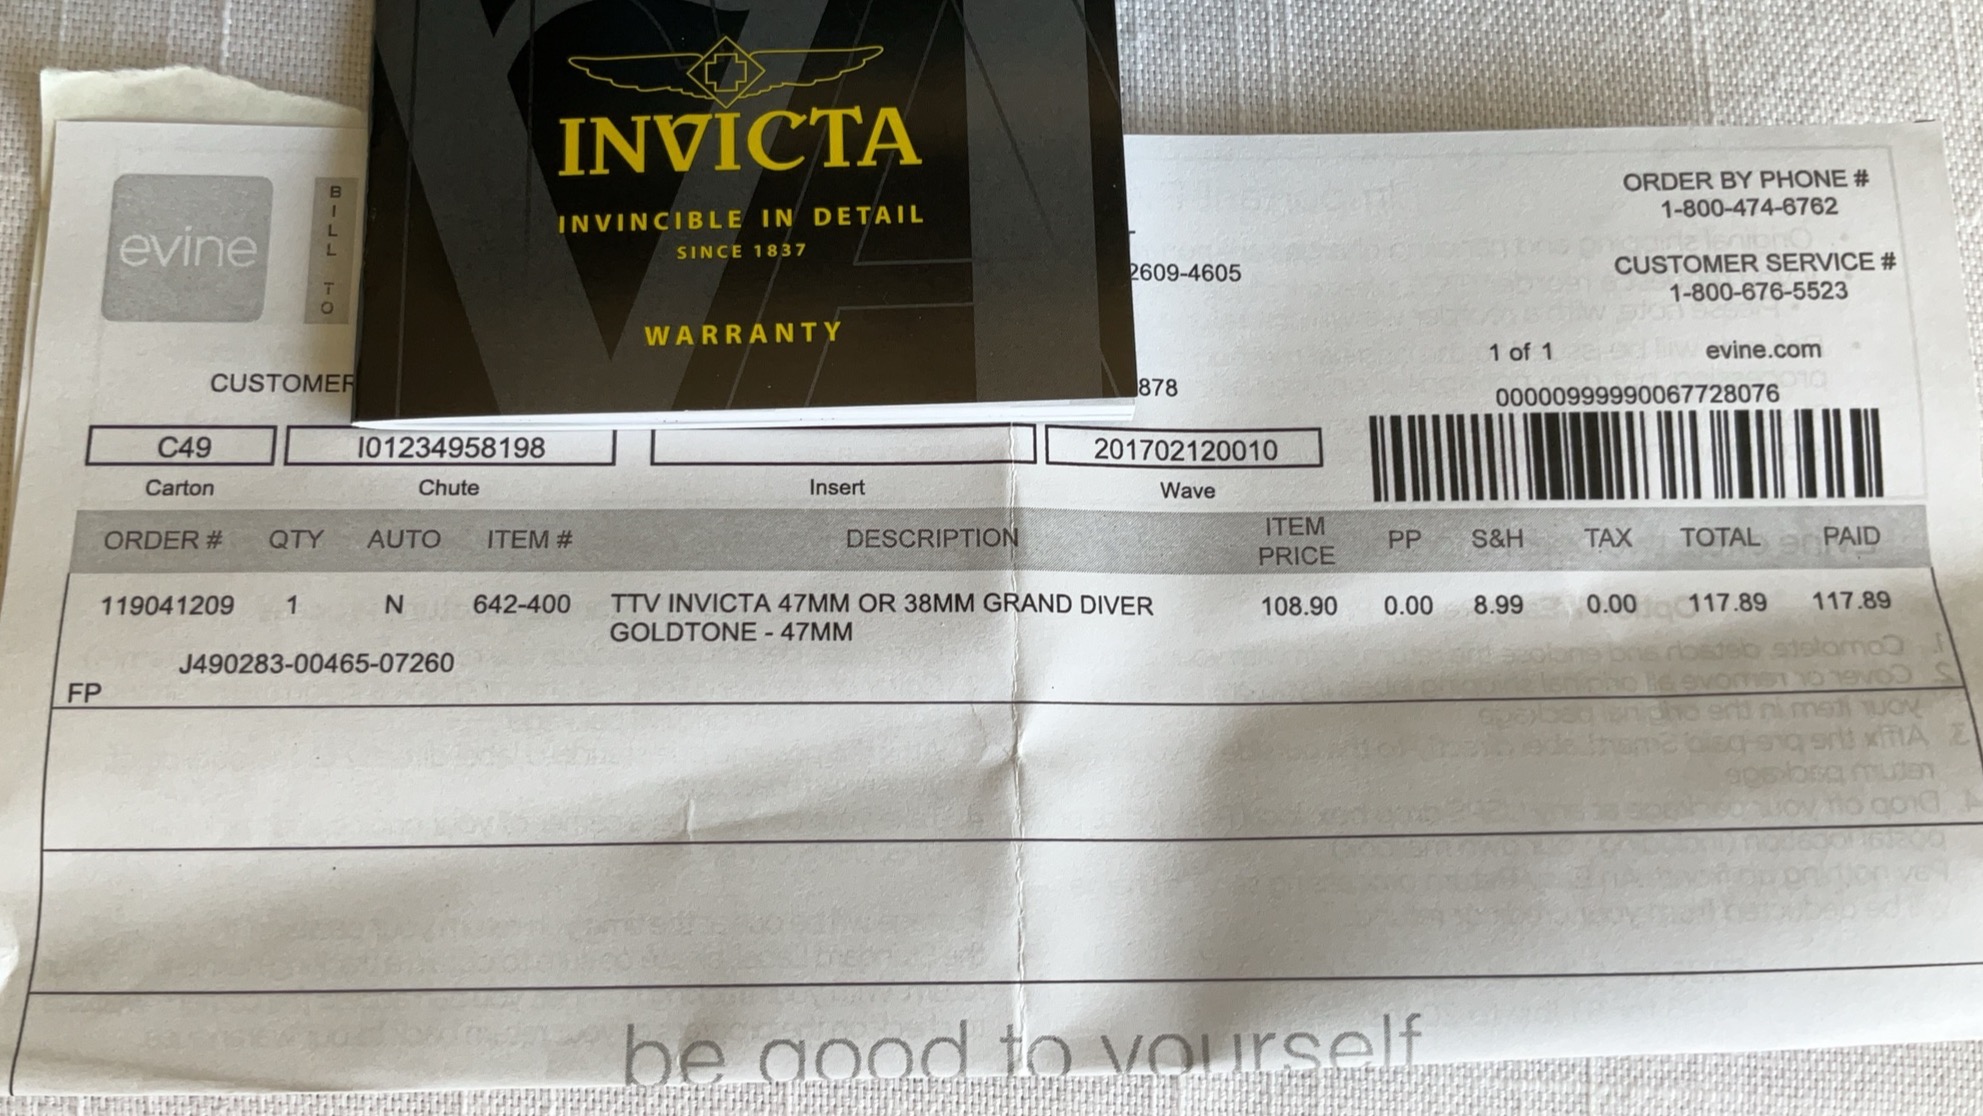 INVICTA
INVINCIBLE IN DETAIL
SINCE 1837
WARRANTY
evine
BILL TO
2609-4605
ORDER BY PHONE #
1-800-474-6762
CUSTOMER SERVICE #
1-800-676-5523
1 of 1 evine.com
CUSTOMER 878
00000999990067728076
C49 I01234958198 201702120010
Carton Chute Insert Wave
ORDER # QTY AUTO ITEM # DESCRIPTION ITEM PRICE PP S&H TAX TOTAL PAID
119041209 1 N 642-400 TTV INVICTA 47MM OR 38MM GRAND DIVER 108.90 0.00 8.99 0.00 117.89 117.89
GOLDTONE - 47MM
J490283-00465-07260
FP
be good to yourself